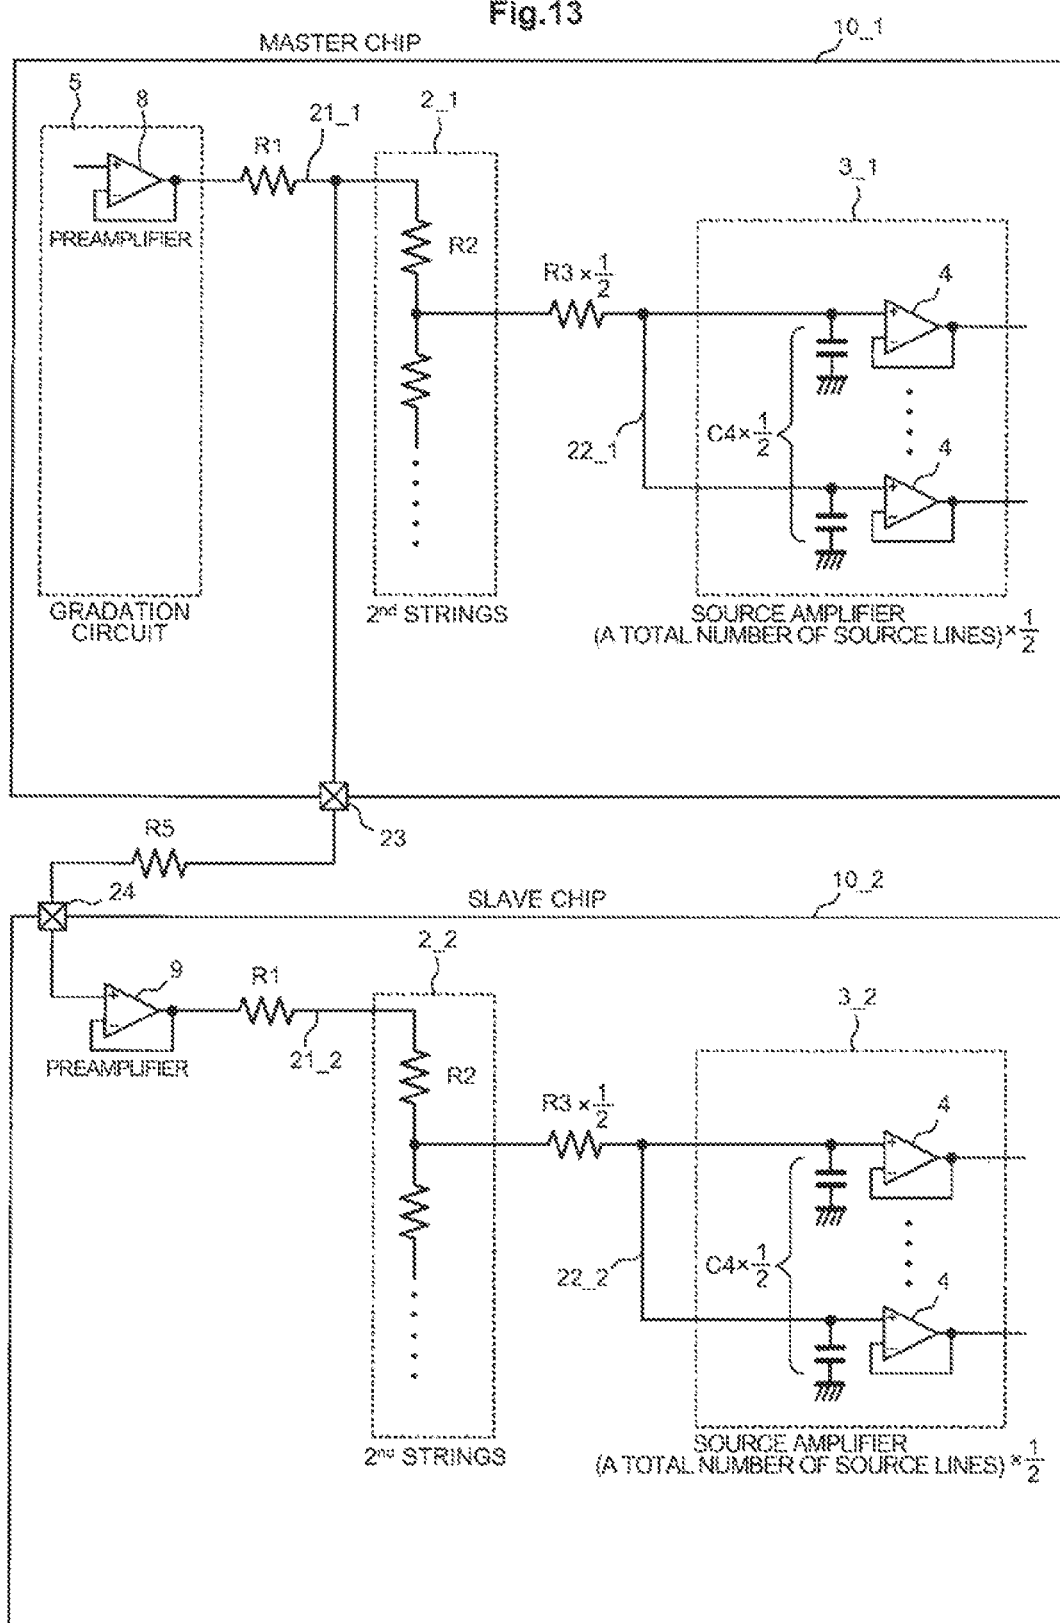 Fig.13
MASTER CHIP
10_1
5
8
R1
21_1
2_1
3_1
+
-
PREAMPLIFIER
R2
R3 × 1/2
4
+
-
22_1
C4 × 1/2
4
+
-
GRADATION
CIRCUIT
2nd STRINGS
SOURCE AMPLIFIER
(A TOTAL NUMBER OF SOURCE LINES) × 1/2
23
R5
24
SLAVE CHIP
10_2
9
R1
21_2
2_2
3_2
+
-
PREAMPLIFIER
R2
R3 × 1/2
4
+
-
22_2
C4 × 1/2
4
+
-
2nd STRINGS
SOURCE AMPLIFIER
(A TOTAL NUMBER OF SOURCE LINES) × 1/2